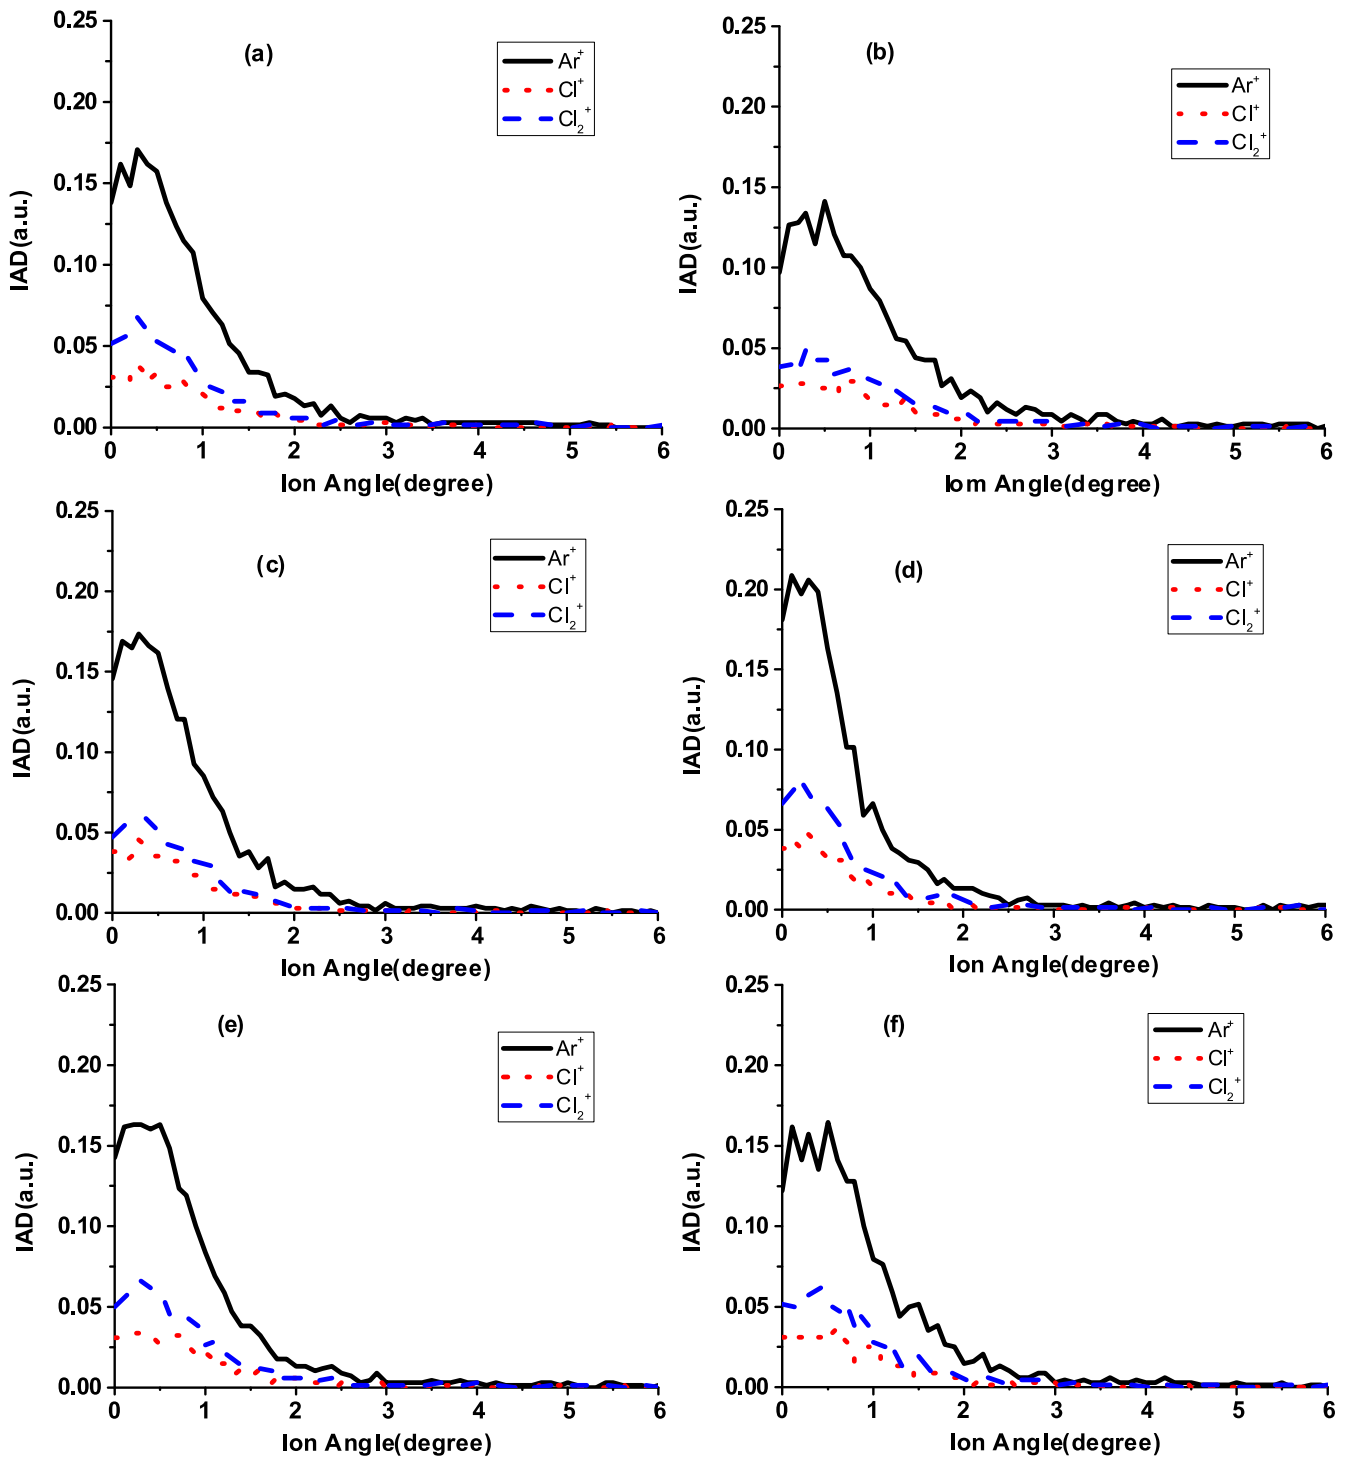 (a)
Ar+
Cl+
Cl2+
IAD(a.u.)
0.25
0.20
0.15
0.10
0.05
0.00
0 1 2 3 4 5 6
Ion Angle(degree)
(b)
Ar+
Cl+
Cl2+
IAD(a.u.)
0.25
0.20
0.15
0.10
0.05
0.00
0 1 2 3 4 5 6
Iom Angle(degree)
(c)
Ar+
Cl+
Cl2+
IAD(a.u.)
0.25
0.20
0.15
0.10
0.05
0.00
0 1 2 3 4 5 6
Ion Angle(degree)
(d)
Ar+
Cl+
Cl2+
IAD(a.u.)
0.25
0.20
0.15
0.10
0.05
0.00
0 1 2 3 4 5 6
Ion Angle(degree)
(e)
Ar+
Cl+
Cl2+
IAD(a.u.)
0.25
0.20
0.15
0.10
0.05
0.00
0 1 2 3 4 5 6
Ion Angle(degree)
(f)
Ar+
Cl+
Cl2+
IAD(a.u.)
0.25
0.20
0.15
0.10
0.05
0.00
0 1 2 3 4 5 6
Ion Angle(degree)